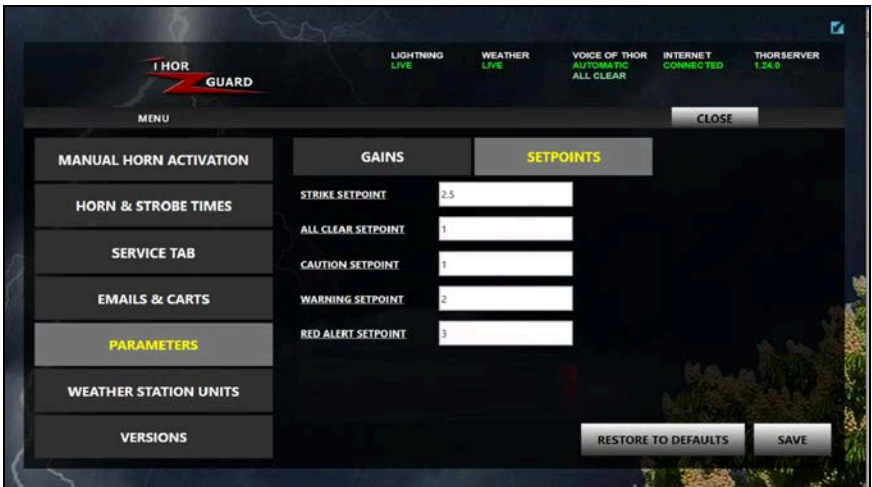 THOR
GUARD
LIGHTNING
LIVE
WEATHER
LIVE
VOICE OF THOR
AUTOMATIC
ALL CLEAR
INTERNET
CONNECTED
THORSERVER
1.24.0
MENU
CLOSE
MANUAL HORN ACTIVATION
HORN & STROBE TIMES
SERVICE TAB
EMAILS & CARTS
PARAMETERS
WEATHER STATION UNITS
VERSIONS
GAINS
SETPOINTS
STRIKE SETPOINT 2.5
ALL CLEAR SETPOINT 1
CAUTION SETPOINT 1
WARNING SETPOINT 2
RED ALERT SETPOINT 3
RESTORE TO DEFAULTS
SAVE